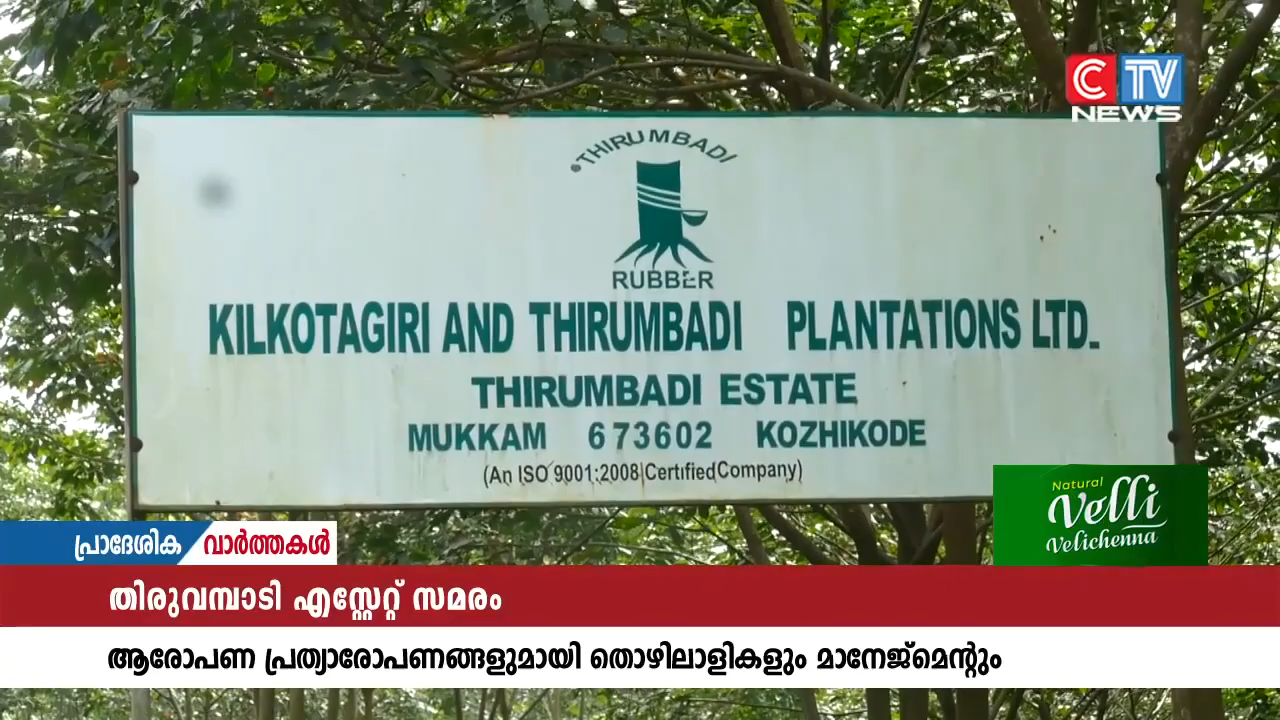 C TV
NEWS
THIRUMBADI
RUBBER
KILKOTAGIRI AND THIRUMBADI PLANTATIONS LTD.
THIRUMBADI ESTATE
MUKKAM 673602 KOZHIKODE
(An ISO 9001:2008 Certified Company)
Natural
Velli
Velichenna
പ്രാദേശിക വാർത്തകൾ
തിരുവമ്പാടി എസ്റ്റേറ്റ് സമരം
ആരോപണ പ്രത്യാരോപണങ്ങളുമായി തൊഴിലാളികളും മാനേജ്മെന്റും